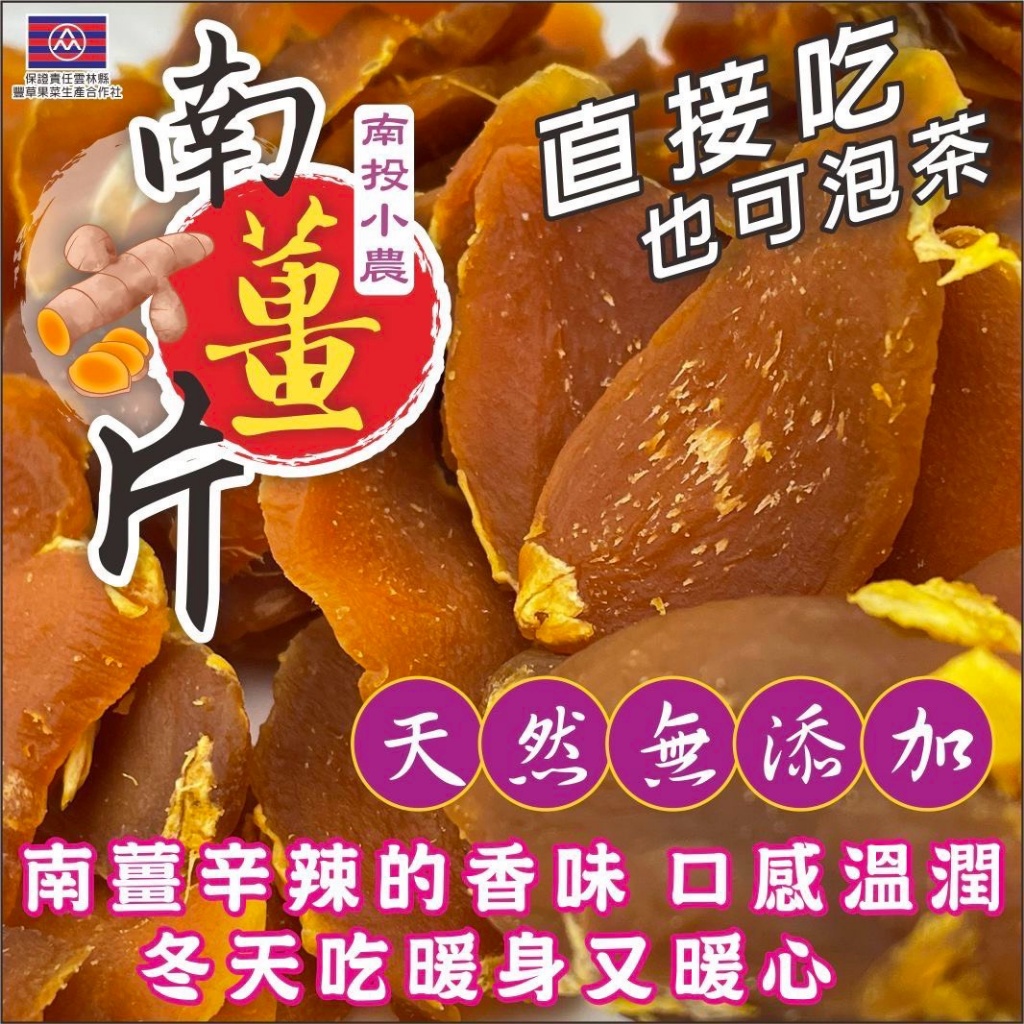 保證責任雲林縣
豐草果菜生產合作社
南薑片
南投小農
直接吃
也可泡茶
天然無添加
南薑辛辣的香味 口感溫潤
冬天吃暖身又暖心